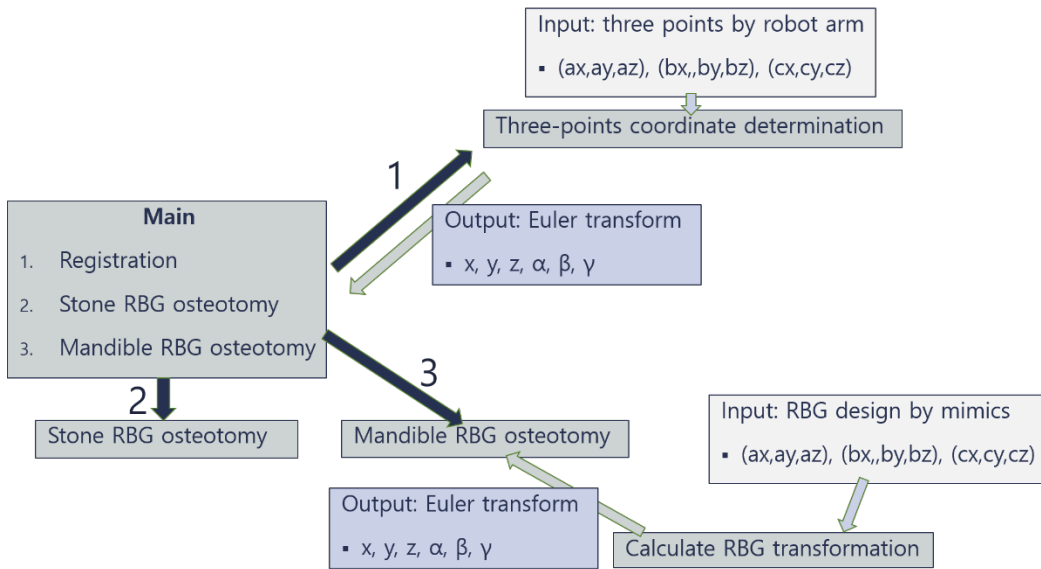 Input: three points by robot arm
▪ (ax,ay,az), (bx,,by,bz), (cx,cy,cz)
Three-points coordinate determination
1
Output: Euler transform
▪ x, y, z, α, β, γ
Main
1. Registration
2. Stone RBG osteotomy
3. Mandible RBG osteotomy
2
3
Stone RBG osteotomy
Mandible RBG osteotomy
Input: RBG design by mimics
▪ (ax,ay,az), (bx,,by,bz), (cx,cy,cz)
Output: Euler transform
▪ x, y, z, α, β, γ
Calculate RBG transformation